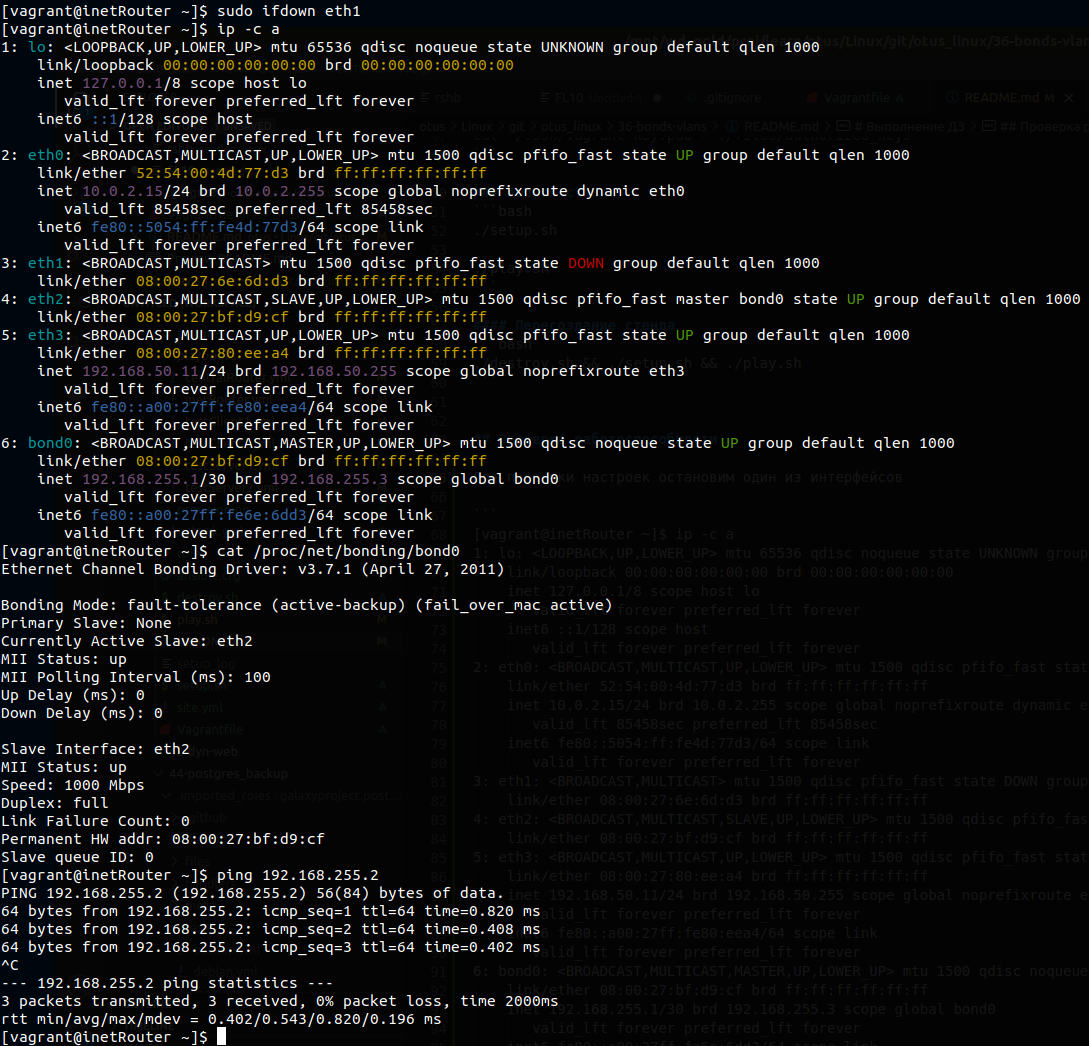 [vagrant@inetRouter ~]$ sudo ifdown eth1
[vagrant@inetRouter ~]$ ip -c a
1: lo: <LOOPBACK,UP,LOWER_UP> mtu 65536 qdisc noqueue state UNKNOWN group default qlen 1000
    link/loopback 00:00:00:00:00:00 brd 00:00:00:00:00:00
    inet 127.0.0.1/8 scope host lo
       valid_lft forever preferred_lft forever
    inet6 ::1/128 scope host
       valid_lft forever preferred_lft forever
2: eth0: <BROADCAST,MULTICAST,UP,LOWER_UP> mtu 1500 qdisc pfifo_fast state UP group default qlen 1000
    link/ether 52:54:00:4d:77:d3 brd ff:ff:ff:ff:ff:ff
    inet 10.0.2.15/24 brd 10.0.2.255 scope global noprefixroute dynamic eth0
       valid_lft 85458sec preferred_lft 85458sec
    inet6 fe80::5054:ff:fe4d:77d3/64 scope link
       valid_lft forever preferred_lft forever
3: eth1: <BROADCAST,MULTICAST> mtu 1500 qdisc pfifo_fast state DOWN group default qlen 1000
    link/ether 08:00:27:6e:6d:d3 brd ff:ff:ff:ff:ff:ff
4: eth2: <BROADCAST,MULTICAST,SLAVE,UP,LOWER_UP> mtu 1500 qdisc pfifo_fast master bond0 state UP group default qlen 1000
    link/ether 08:00:27:bf:d9:cf brd ff:ff:ff:ff:ff:ff
5: eth3: <BROADCAST,MULTICAST,UP,LOWER_UP> mtu 1500 qdisc pfifo_fast state UP group default qlen 1000
    link/ether 08:00:27:80:ee:a4 brd ff:ff:ff:ff:ff:ff
    inet 192.168.50.11/24 brd 192.168.50.255 scope global noprefixroute eth3
       valid_lft forever preferred_lft forever
    inet6 fe80::a00:27ff:fe80:eea4/64 scope link
       valid_lft forever preferred_lft forever
6: bond0: <BROADCAST,MULTICAST,MASTER,UP,LOWER_UP> mtu 1500 qdisc noqueue state UP group default qlen 1000
    link/ether 08:00:27:bf:d9:cf brd ff:ff:ff:ff:ff:ff
    inet 192.168.255.1/30 brd 192.168.255.3 scope global bond0
       valid_lft forever preferred_lft forever
    inet6 fe80::a00:27ff:fe6e:6dd3/64 scope link
       valid_lft forever preferred_lft forever
[vagrant@inetRouter ~]$ cat /proc/net/bonding/bond0
Ethernet Channel Bonding Driver: v3.7.1 (April 27, 2011)

Bonding Mode: fault-tolerance (active-backup) (fail_over_mac active)
Primary Slave: None
Currently Active Slave: eth2
MII Status: up
MII Polling Interval (ms): 100
Up Delay (ms): 0
Down Delay (ms): 0

Slave Interface: eth2
MII Status: up
Speed: 1000 Mbps
Duplex: full
Link Failure Count: 0
Permanent HW addr: 08:00:27:bf:d9:cf
Slave queue ID: 0
[vagrant@inetRouter ~]$ ping 192.168.255.2
PING 192.168.255.2 (192.168.255.2) 56(84) bytes of data.
64 bytes from 192.168.255.2: icmp_seq=1 ttl=64 time=0.820 ms
64 bytes from 192.168.255.2: icmp_seq=2 ttl=64 time=0.408 ms
64 bytes from 192.168.255.2: icmp_seq=3 ttl=64 time=0.402 ms
^C
--- 192.168.255.2 ping statistics ---
3 packets transmitted, 3 received, 0% packet loss, time 2000ms
rtt min/avg/max/mdev = 0.402/0.543/0.820/0.196 ms
[vagrant@inetRouter ~]$